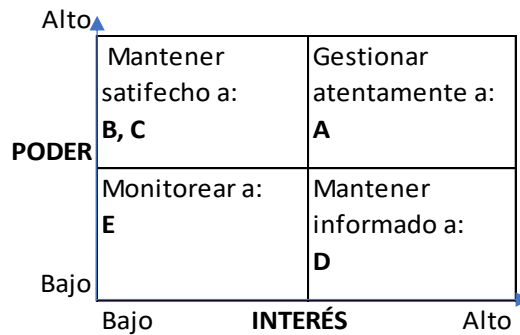 Alto
Mantener
satifecho a:
B, C
Gestionar
atentamente a:
A
PODER
Monitorear a:
E
Mantener
informado a:
D
Bajo
Bajo INTERÉS Alto